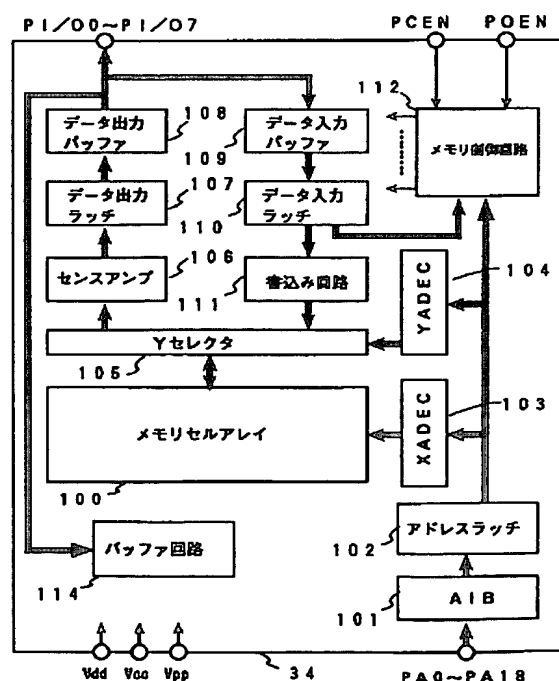 PI/O0～PI/O7
PCEN
POEN
112
データ出力
バッファ
108
データ入力
バッファ
109
メモリ制御回路
データ出力
ラッチ
107
データ入力
ラッチ
110
センスアンプ
106
書込み回路
111
YADEC
104
Yセレクタ
105
メモリセルアレイ
100
XADEC
103
バッファ回路
114
アドレスラッチ
102
AIB
101
Vdd
Vpp
34
PA0～PA18